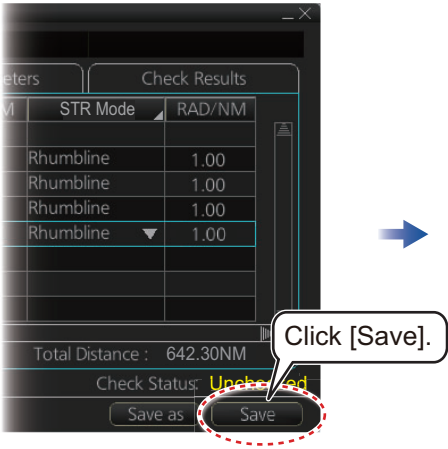 eters Check Results
M STR Mode RAD/NM
Rhumbline 1.00
Rhumbline 1.00
Rhumbline 1.00
Rhumbline 1.00
Click [Save].
Total Distance : 642.30NM
Check Status:
Save as Save